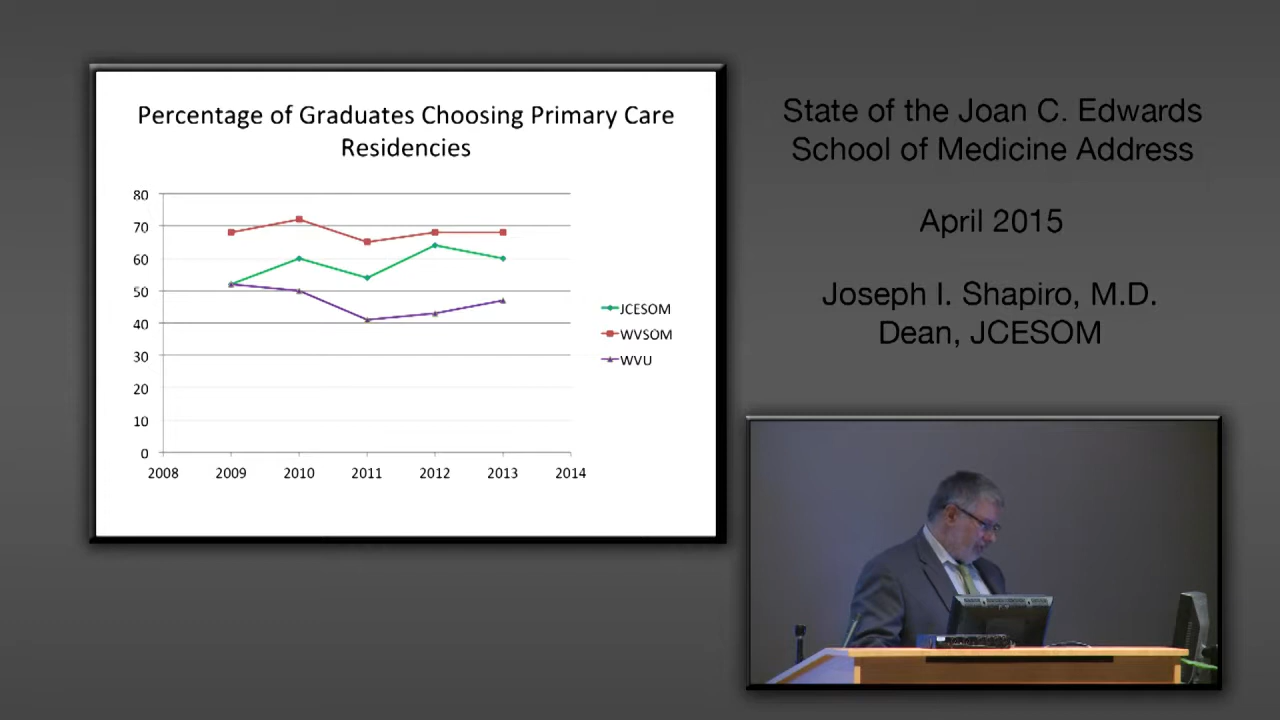 Percentage of Graduates Choosing Primary Care
Residencies
80
70
60
50
40
30
20
10
0
2008 2009 2010 2011 2012 2013 2014
JCESOM
WVSOM
WVU
State of the Joan C. Edwards
School of Medicine Address
April 2015
Joseph I. Shapiro, M.D.
Dean, JCESOM